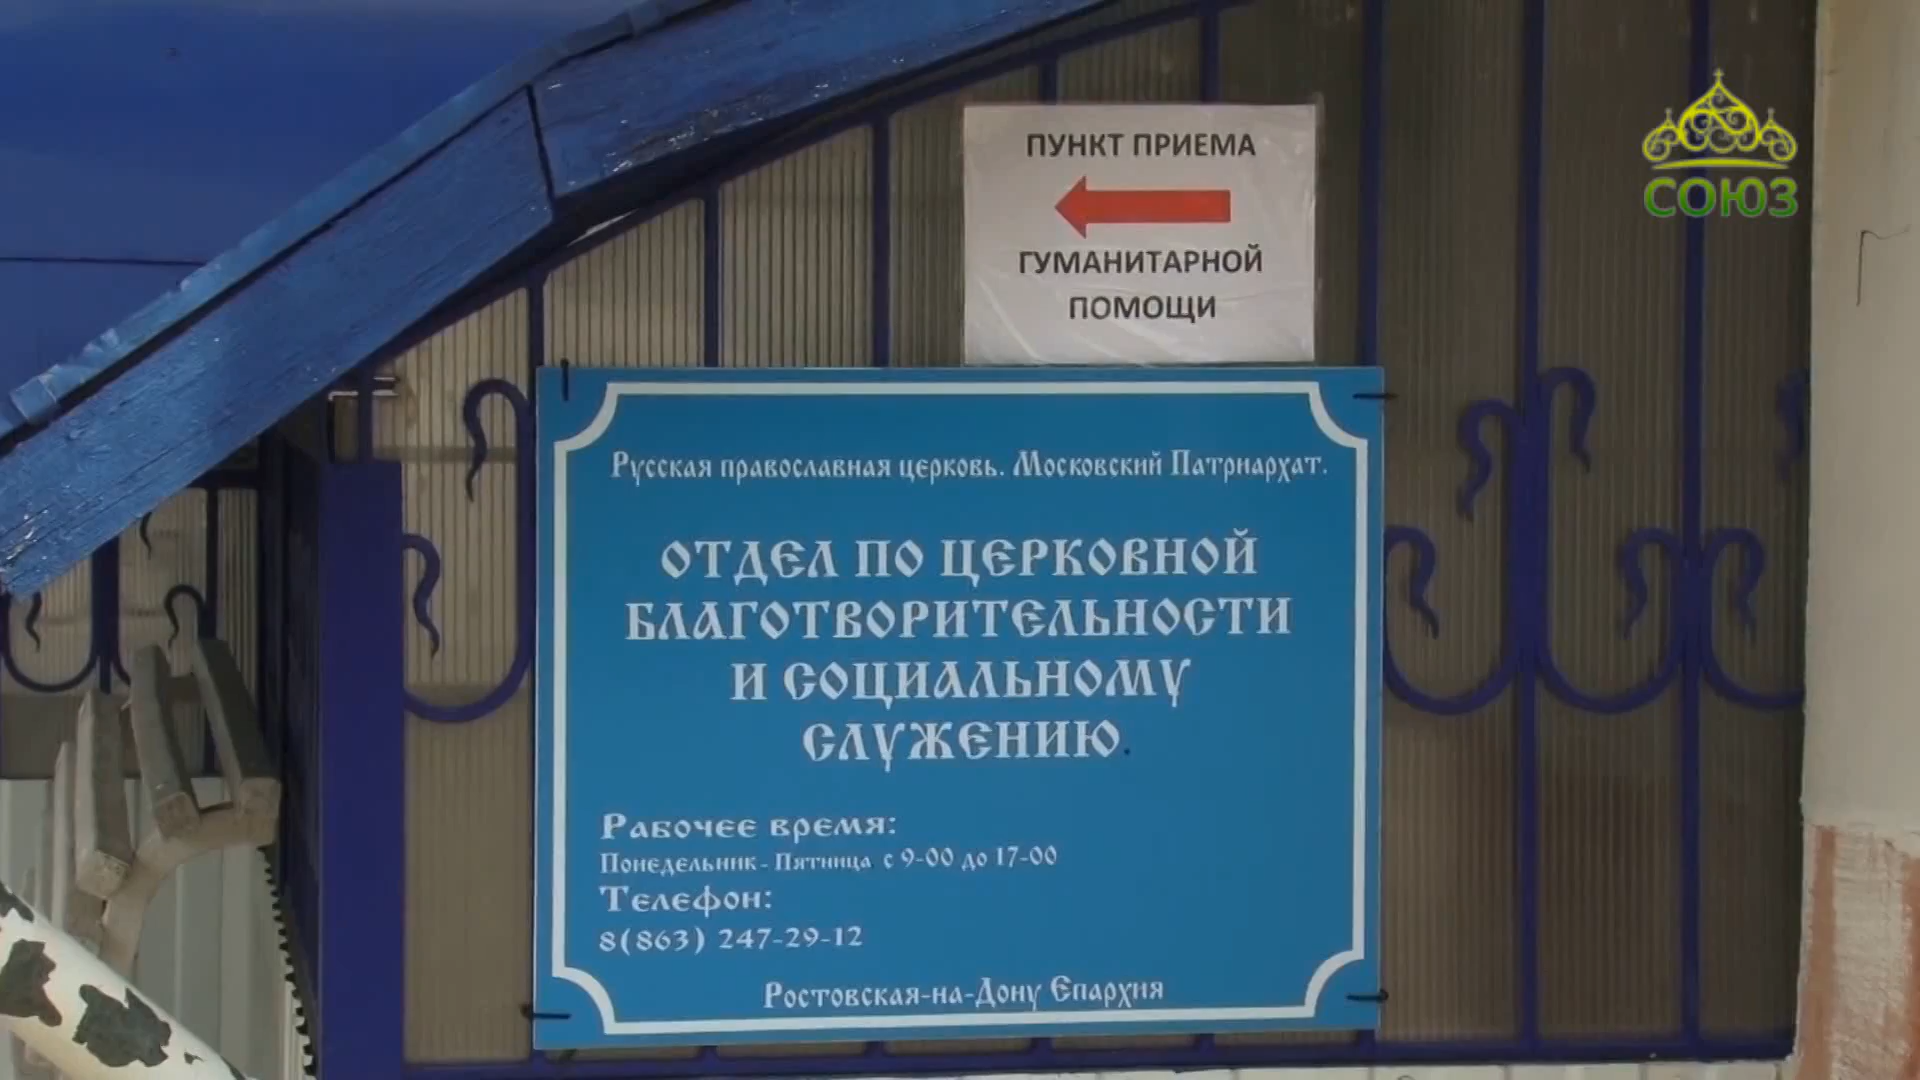 ПУНКТ ПРИЕМА
ГУМАНИТАРНОЙ
ПОМОЩИ
СОЮЗ
Русская православная церковь. Московский Патриархат.
ОТДЕЛ ПО ЦЕРКОВНОЙ
БЛАГОТВОРИТЕЛЬНОСТИ
И СОЦИАЛЬНОМУ
СЛУЖЕНИЮ.
Рабочее время:
Понедельник - Пятница с 9-00 до 17-00
Телефон:
8(863) 247-29-12
Ростовская-на-Дону Епархия